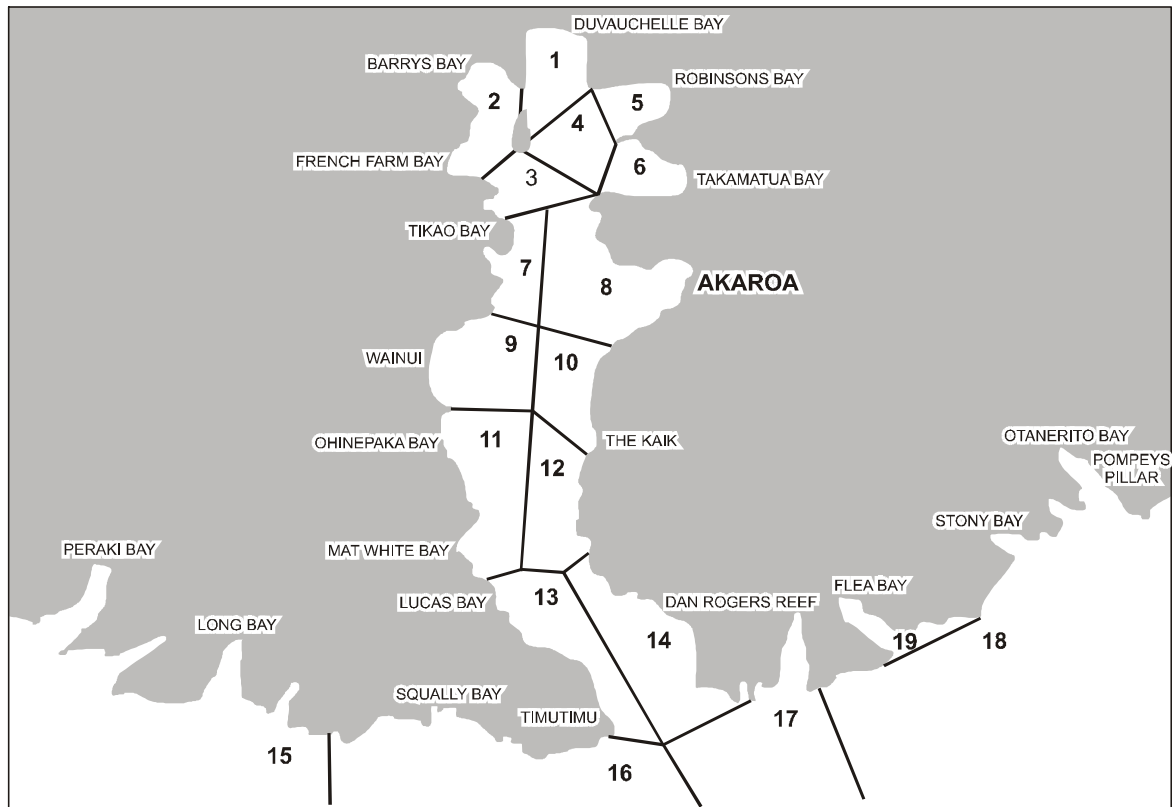 DUVAUCHELLE BAY
1
BARRYS BAY
ROBINSONS BAY
2
5
4
FRENCH FARM BAY
6
3
TAKAMATUA BAY
TIKAO BAY
7
8
AKAROA
9
WAINUI
10
11
OHINEPAKA BAY
THE KAIK
12
OTANERITO BAY
POMPEYS
PILLAR
STONY BAY
PERAKI BAY
MAT WHITE BAY
FLEA BAY
13
LUCAS BAY
DAN ROGERS REEF
LONG BAY
14
19
18
SQUALLY BAY
TIMUTIMU
17
15
16